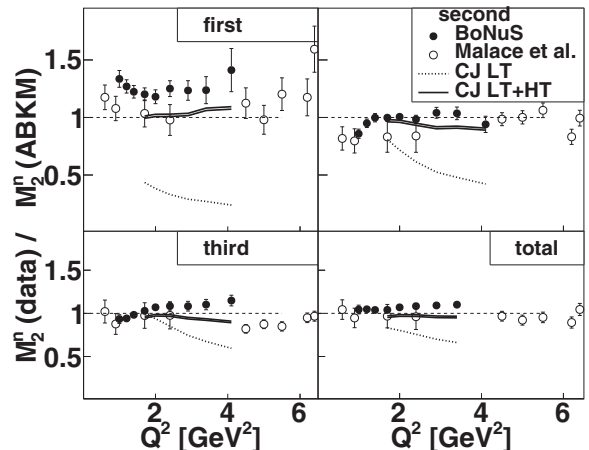 first
second
BoNuS
Malace et al.
CJ LT
CJ LT+HT
1.5
1
0.5
M₂ⁿ (data) / M₂ⁿ (ABKM)
third
total
1.5
1
0.5
2 4 6 2 4 6
Q² [GeV²] Q² [GeV²]